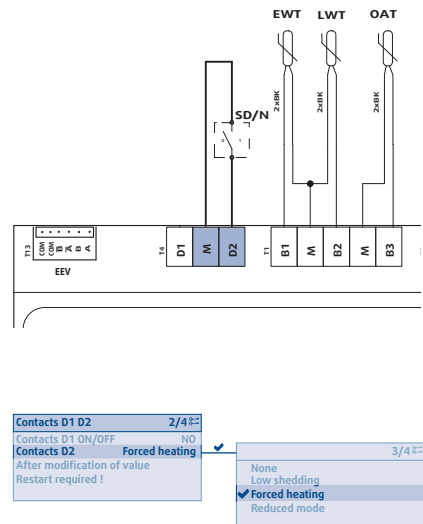 EWT LWT OAT
2xBK 2xBK 2xBK
SD/N
0 1
T13 COM COM B A B A
EEV
T4 D1 M D2
T1 B1 M B2 M B3
Contacts D1 D2 2/4
Contacts D1 ON/OFF NO
Contacts D2 Forced heating
After modification of value
Restart required !
3/4
None
Low shedding
Forced heating
Reduced mode